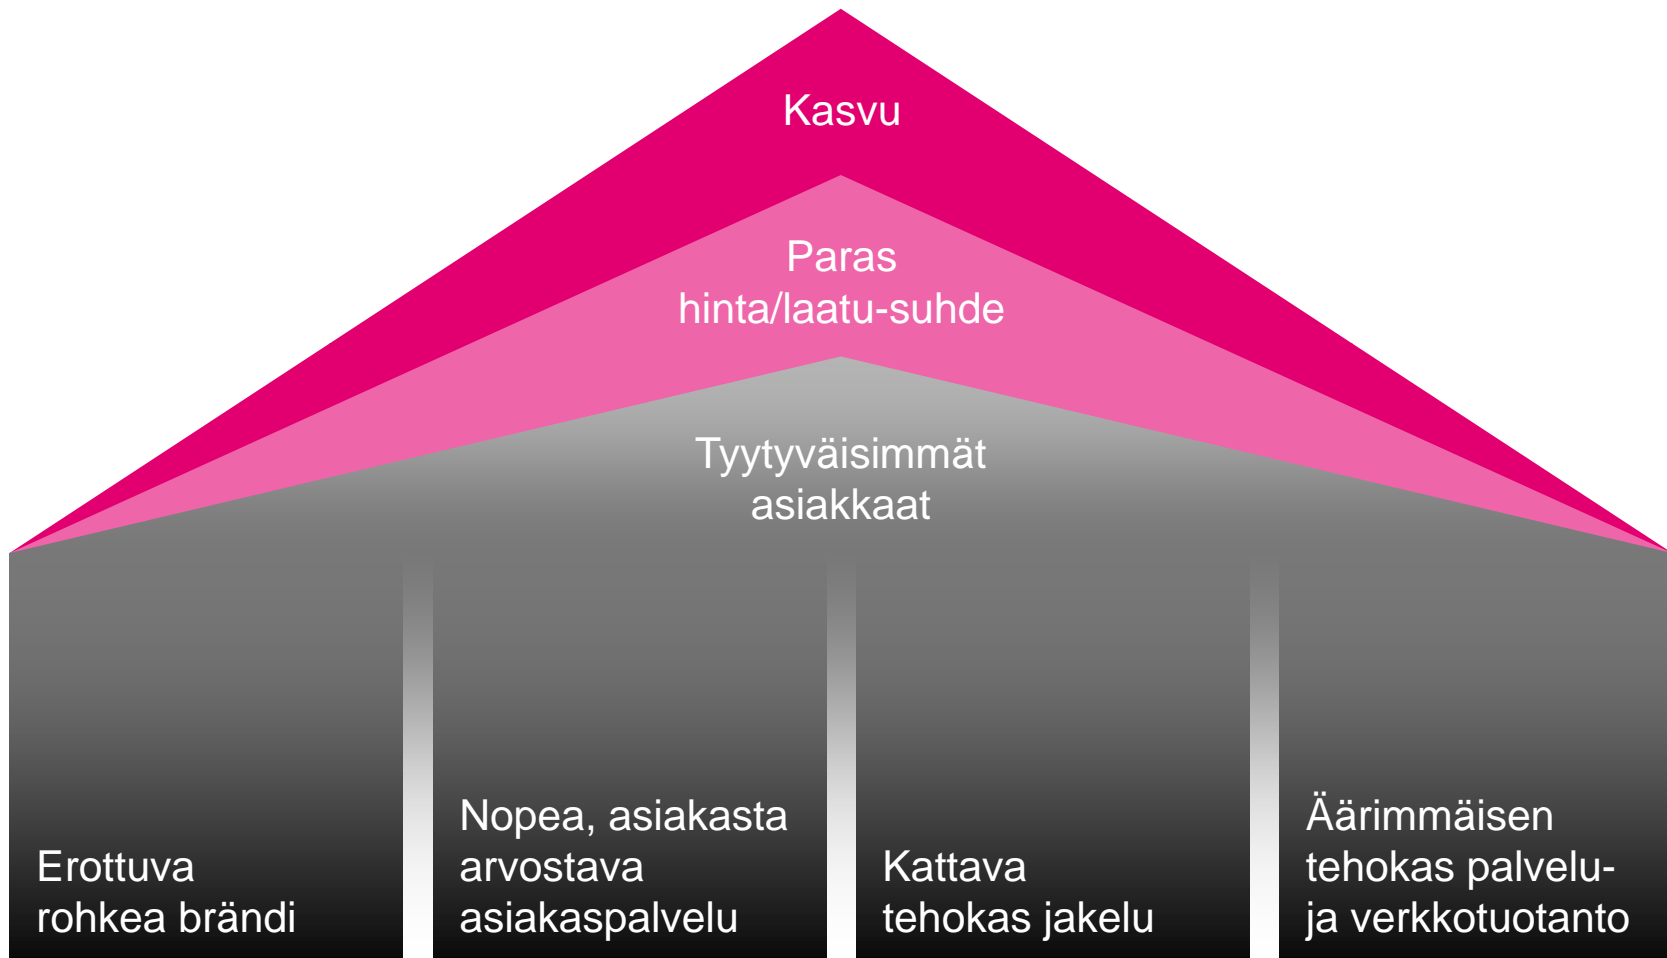 Kasvu
Paras
hinta/laatu-suhde
Tyytyväisimmät
asiakkaat
Erottuva
rohkea brändi
Nopea, asiakasta
arvostava
asiakaspalvelu
Kattava
tehokas jakelu
Äärimmäisen
tehokas palvelu-
ja verkkotuotanto